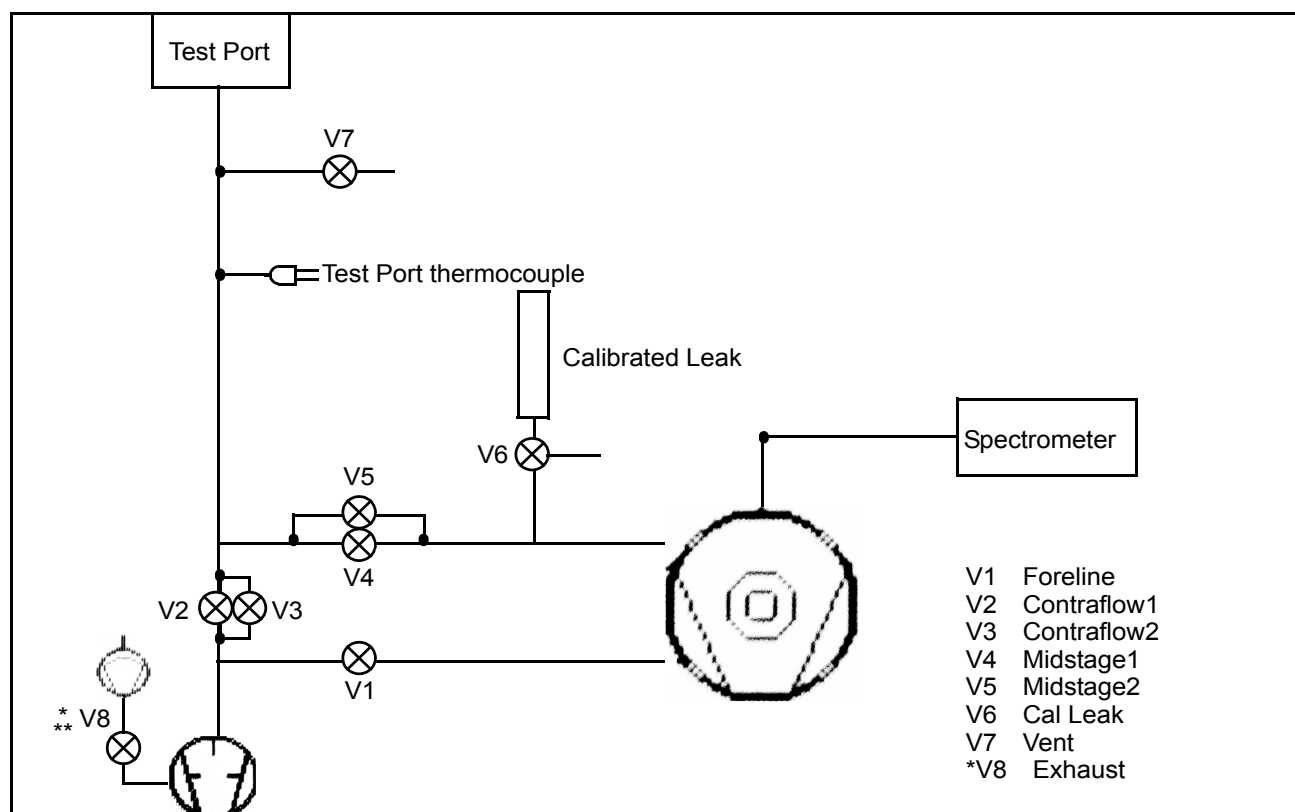 Test Port
V7
Test Port thermocouple
Calibrated Leak
Spectrometer
V6
V5
V4
V2
V3
V1
*
**
V8
V1 Foreline
V2 Contraflow1
V3 Contraflow2
V4 Midstage1
V5 Midstage2
V6 Cal Leak
V7 Vent
*V8 Exhaust